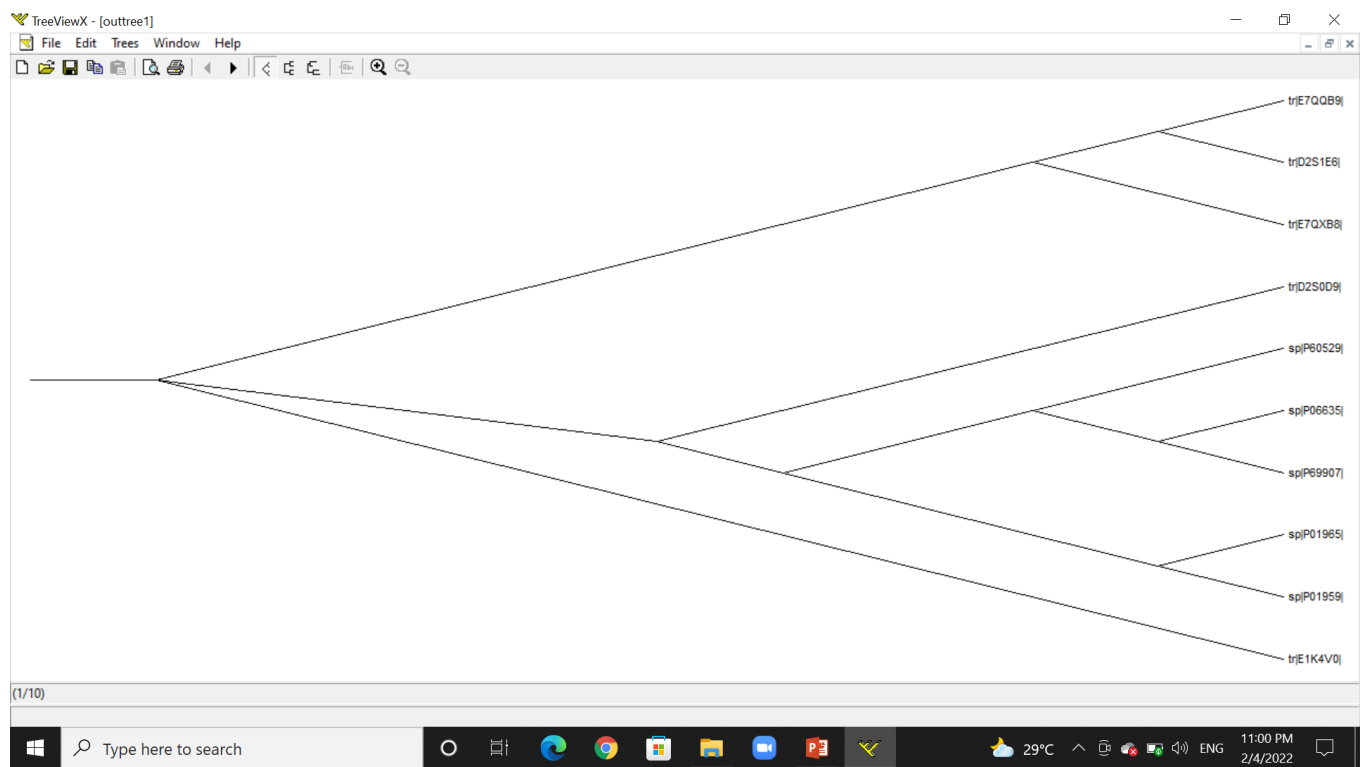 TreeViewX - [outtree1]
File Edit Trees Window Help
tr|E7QQB9|
tr|D2S1E6|
tr|E7QXB8|
tr|D2S0D9|
sp|P60529|
sp|P06635|
sp|P69907|
sp|P01965|
sp|P01959|
tr|E1K4V0|
(1/10)
Type here to search
29°C
ENG
11:00 PM
2/4/2022